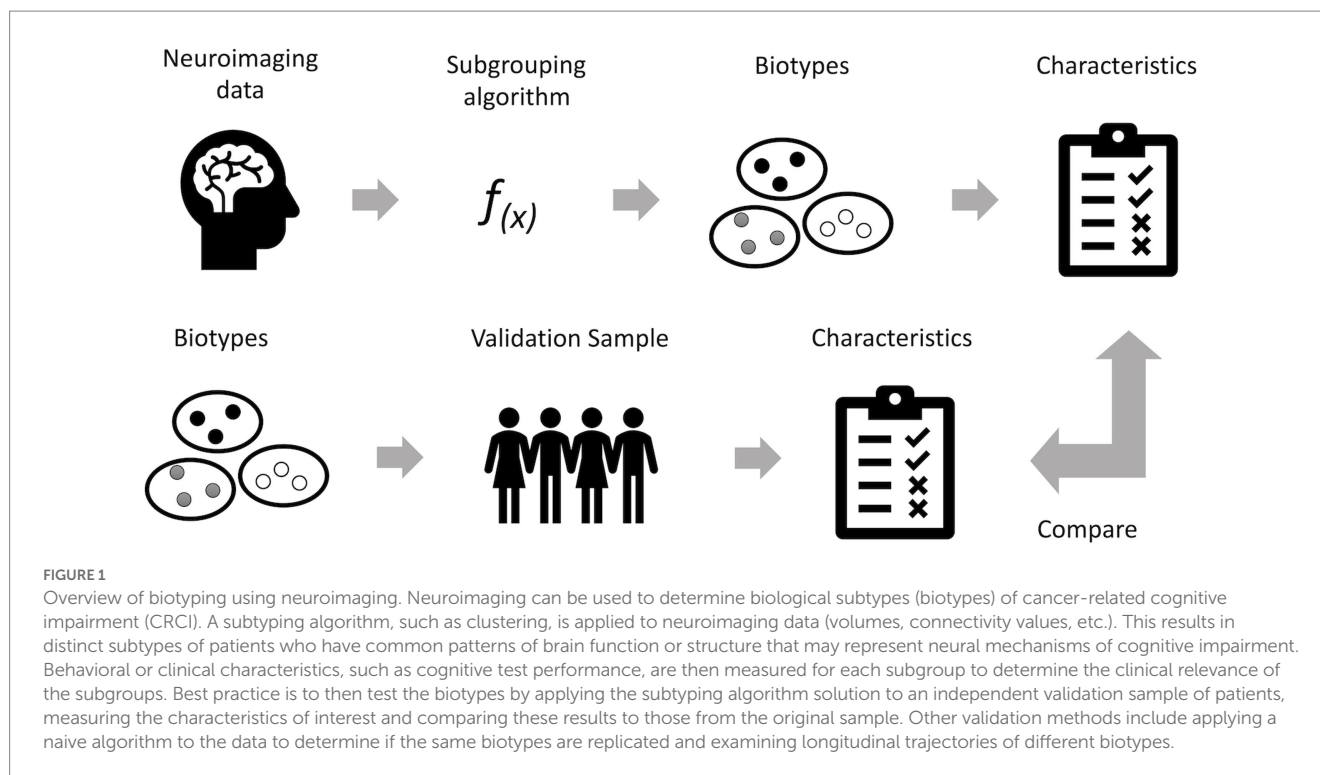 Neuroimaging
data
Subgrouping
algorithm
Biotypes
Characteristics
f(x)
Biotypes
Validation Sample
Characteristics
Compare
FIGURE 1
Overview of biotyping using neuroimaging. Neuroimaging can be used to determine biological subtypes (biotypes) of cancer-related cognitive
impairment (CRCI). A subtyping algorithm, such as clustering, is applied to neuroimaging data (volumes, connectivity values, etc.). This results in
distinct subtypes of patients who have common patterns of brain function or structure that may represent neural mechanisms of cognitive impairment.
Behavioral or clinical characteristics, such as cognitive test performance, are then measured for each subgroup to determine the clinical relevance of
the subgroups. Best practice is to then test the biotypes by applying the subtyping algorithm solution to an independent validation sample of patients,
measuring the characteristics of interest and comparing these results to those from the original sample. Other validation methods include applying a
naive algorithm to the data to determine if the same biotypes are replicated and examining longitudinal trajectories of different biotypes.